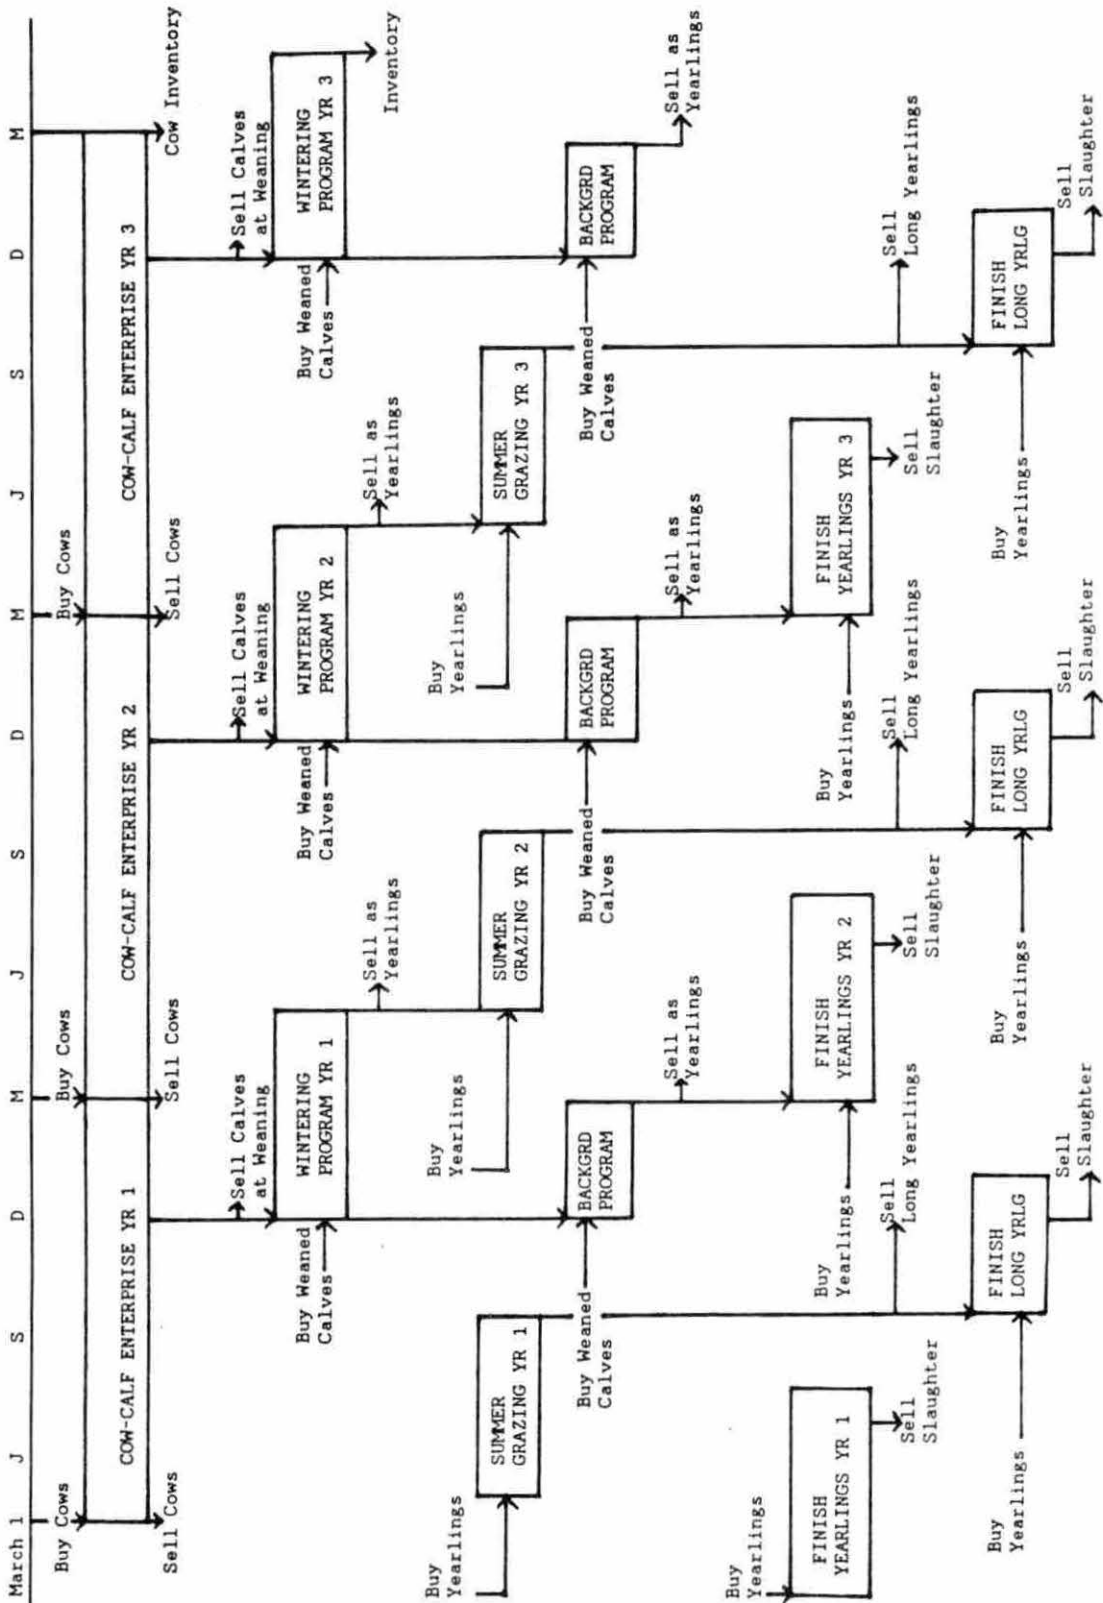 March 1 J S D M J S D M J S D M
Buy Cows
Buy Cows
Buy Cows
COW-CALF ENTERPRISE YR 1
COW-CALF ENTERPRISE YR 2
COW-CALF ENTERPRISE YR 3
Sell Cows
Sell Cows
Sell Cows
Cow Inventory
Sell Calves
at Weaning
Sell Calves
at Weaning
Sell Calves
at Weaning
Buy Weaned
Calves
WINTERING
PROGRAM YR 1
Buy Weaned
Calves
WINTERING
PROGRAM YR 2
Buy Weaned
Calves
WINTERING
PROGRAM YR 3
Sell as
Yearlings
Sell as
Yearlings
Inventory
Buy
Yearlings
SUMMER
GRAZING YR 1
Buy
Yearlings
SUMMER
GRAZING YR 2
Buy
Yearlings
SUMMER
GRAZING YR 3
Buy Weaned
Calves
BACKGRD
PROGRAM
Buy Weaned
Calves
BACKGRD
PROGRAM
Buy Weaned
Calves
BACKGRD
PROGRAM
Sell as
Yearlings
Sell as
Yearlings
Sell as
Yearlings
Buy
Yearlings
FINISH
YEARLINGS YR 1
Buy
Yearlings
FINISH
YEARLINGS YR 2
Buy
Yearlings
FINISH
YEARLINGS YR 3
Sell
Slaughter
Sell
Long Yearlings
Sell
Slaughter
Sell
Long Yearlings
Sell
Slaughter
Sell
Long Yearlings
Buy
Yearlings
FINISH
LONG YRLG
Buy
Yearlings
FINISH
LONG YRLG
Buy
Yearlings
FINISH
LONG YRLG
Sell
Slaughter
Sell
Slaughter
Sell
Slaughter